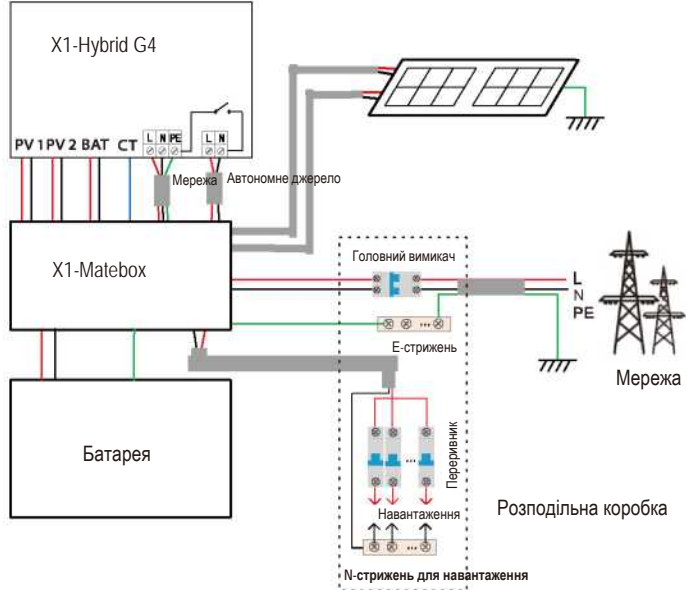 X1-Hybrid G4
PV 1 PV 2 BAT CT
L N PE
L N
Мережа
Автономне джерело
X1-Matebox
Головний вимикач
L
N
PE
Е-стрижень
Мережа
Батарея
Переривник
Навантаження
Розподільна коробка
N-стрижень для навантаження